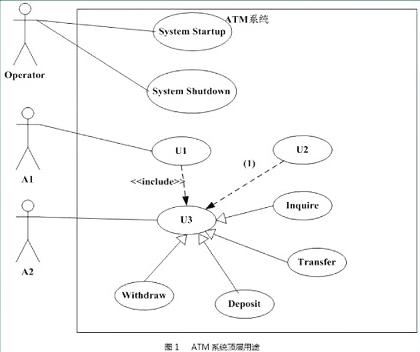 ATM系统
System Startup
Operator
System Shutdown
U1
U2
(1)
A1
<<include>>
Inquire
U3
A2
Transfer
Withdraw
Deposit
图 1 ATM 系统顶层用途